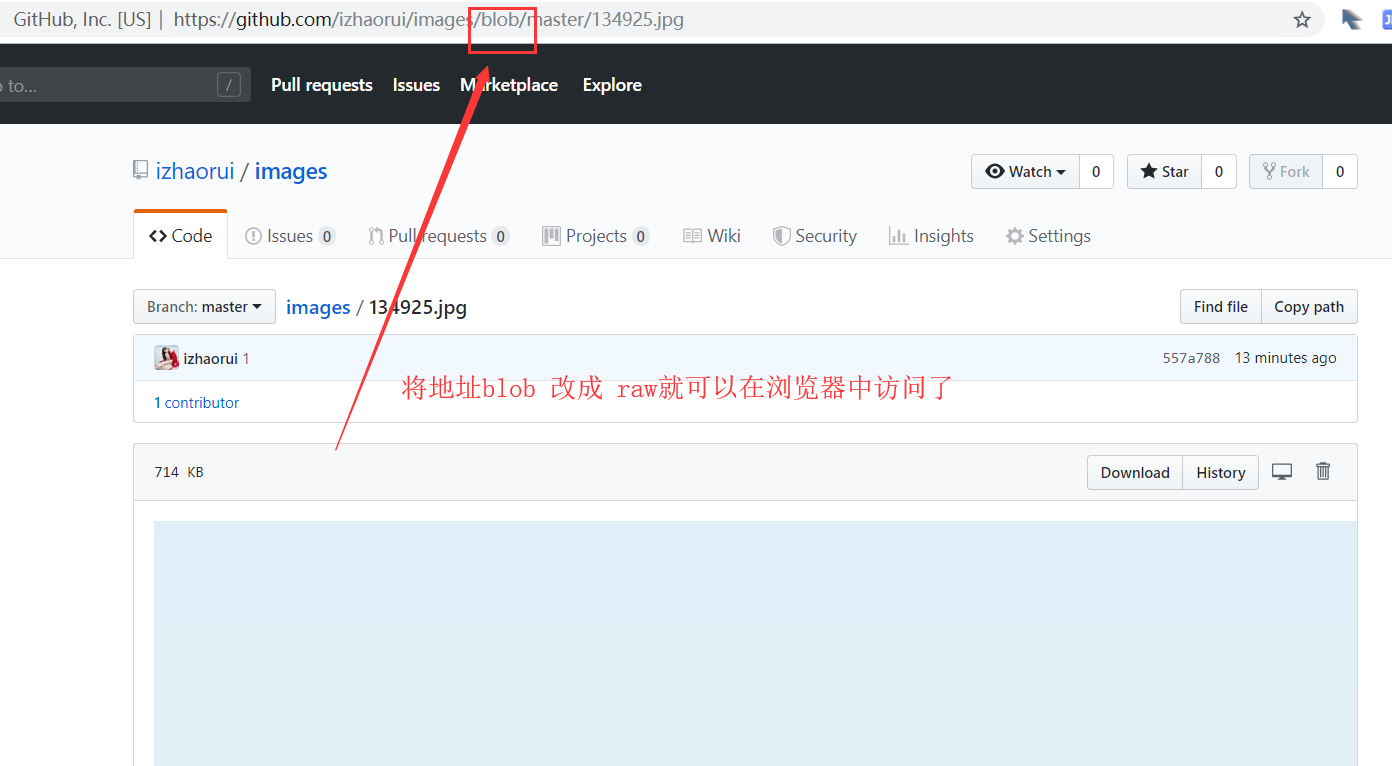 GitHub, Inc. [US] | https://github.com/izhaorui/images/blob/master/134925.jpg
to... /
Pull requests Issues Marketplace Explore
izhaorui / images
Watch 0 Star 0 Fork 0
Code Issues 0 Pull requests 0 Projects 0 Wiki Security Insights Settings
Branch: master images / 134925.jpg Find file Copy path
izhaorui 1 557a788 13 minutes ago
将地址blob 改成 raw就可以在浏览器中访问了
1 contributor
714 KB Download History